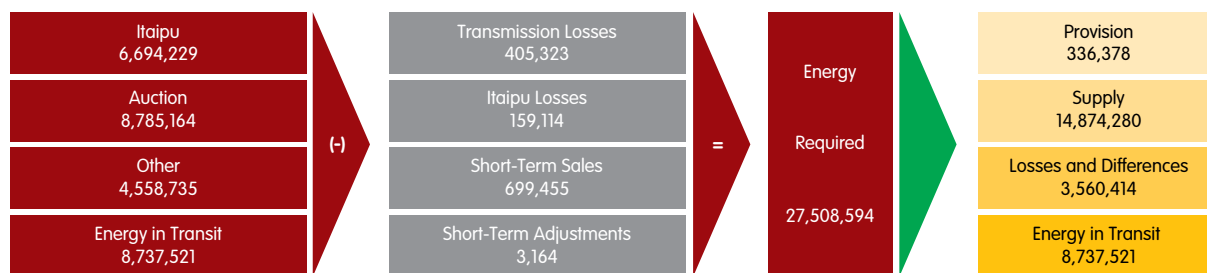 Itaipu
6,694,229
Auction
8,785,164
Other
4,558,735
Energy in Transit
8,737,521
(-)
Transmission Losses
405,323
Itaipu Losses
159,114
Short-Term Sales
699,455
Short-Term Adjustments
3,164
=
Energy
Required
27,508,594
Provision
336,378
Supply
14,874,280
Losses and Differences
3,560,414
Energy in Transit
8,737,521